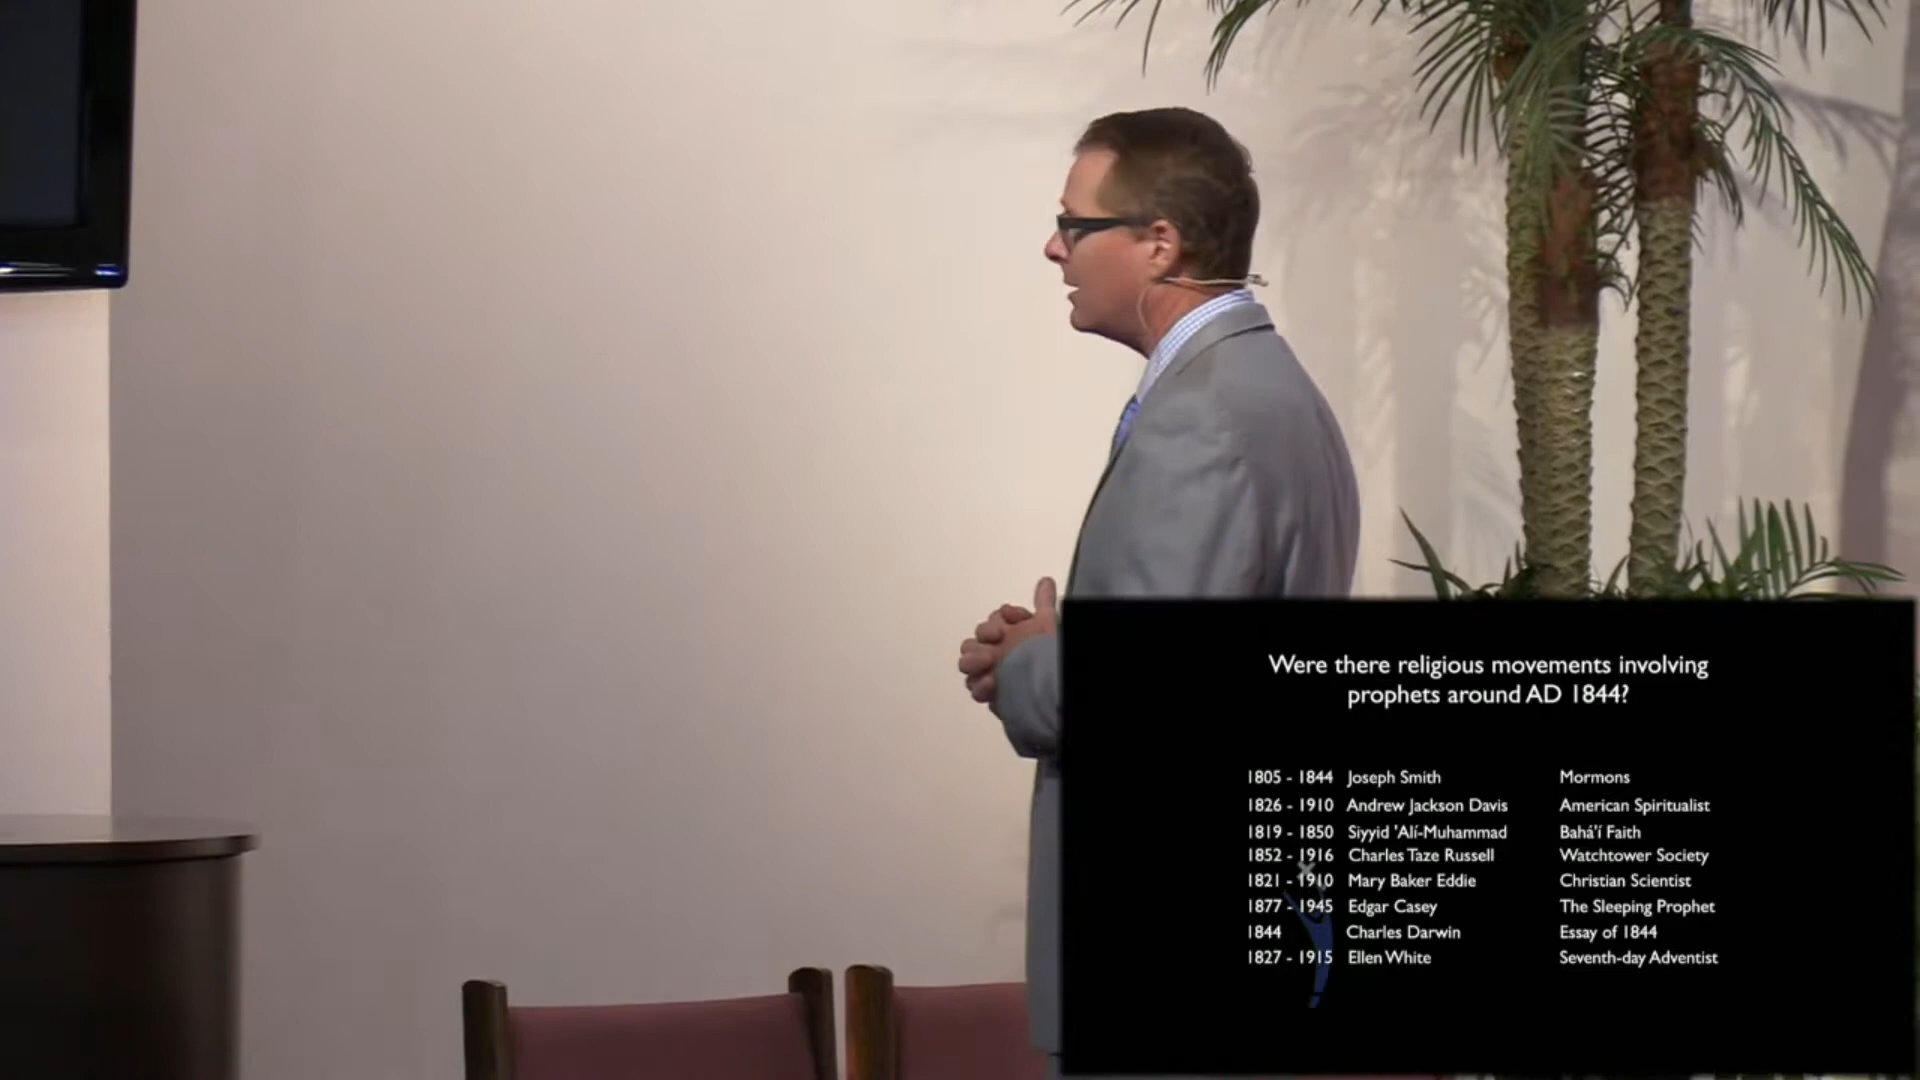 Were there religious movements involving
prophets around AD 1844?
1805 - 1844 Joseph Smith Mormons
1826 - 1910 Andrew Jackson Davis American Spiritualist
1819 - 1850 Siyyid 'Alí-Muhammad Bahá'í Faith
1852 - 1916 Charles Taze Russell Watchtower Society
1821 - 1910 Mary Baker Eddie Christian Scientist
1877 - 1945 Edgar Casey The Sleeping Prophet
1844 Charles Darwin Essay of 1844
1827 - 1915 Ellen White Seventh-day Adventist